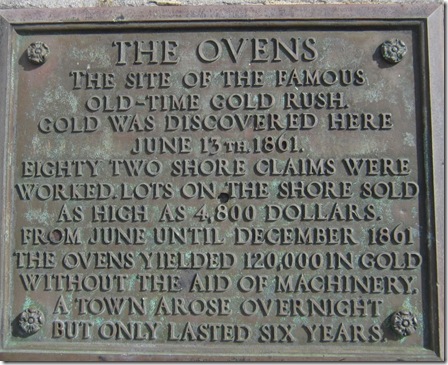 THE OVENS
THE SITE OF THE FAMOUS
OLD-TIME GOLD RUSH.
GOLD WAS DISCOVERED HERE
JUNE 13TH. 1861.
EIGHTY TWO SHORE CLAIMS WERE
WORKED. LOTS ON THE SHORE SOLD
AS HIGH AS 4,800 DOLLARS.
FROM JUNE UNTIL DECEMBER 1861
THE OVENS YIELDED 120,000 IN GOLD
WITHOUT THE AID OF MACHINERY.
A TOWN AROSE OVERNIGHT
BUT ONLY LASTED SIX YEARS.